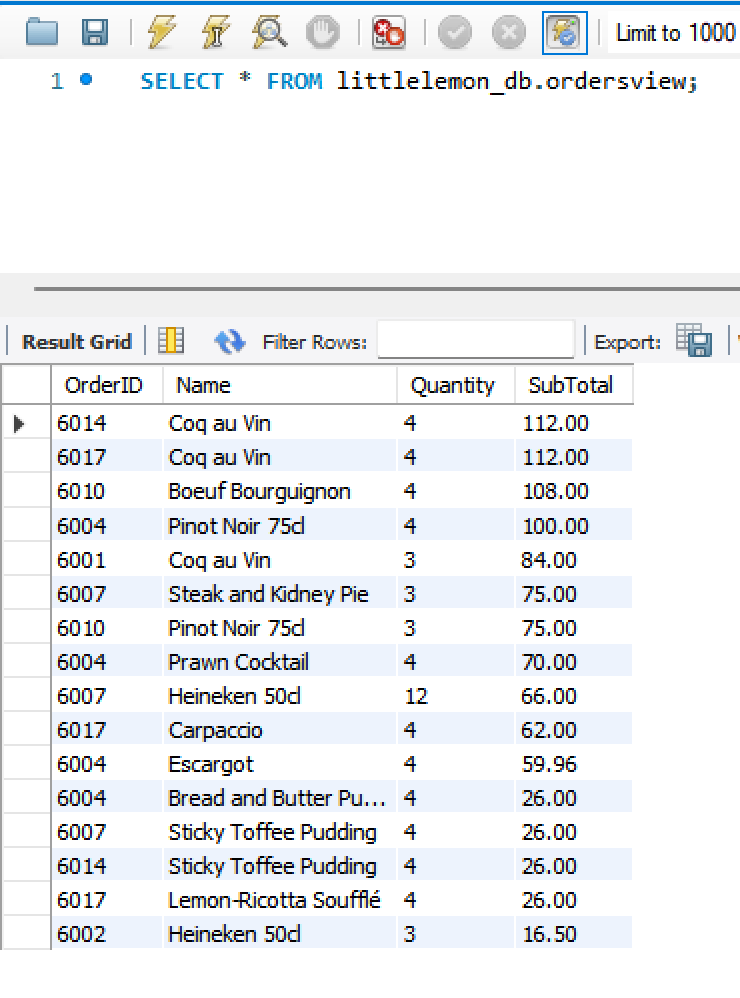 Limit to 1000
1 SELECT * FROM littlelemon_db.ordersview;
Result Grid Filter Rows: Export:
OrderID Name Quantity SubTotal
6014 Coq au Vin 4 112.00
6017 Coq au Vin 4 112.00
6010 Boeuf Bourguignon 4 108.00
6004 Pinot Noir 75cl 4 100.00
6001 Coq au Vin 3 84.00
6007 Steak and Kidney Pie 3 75.00
6010 Pinot Noir 75cl 3 75.00
6004 Prawn Cocktail 4 70.00
6007 Heineken 50cl 12 66.00
6017 Carpaccio 4 62.00
6004 Escargot 4 59.96
6004 Bread and Butter Pu... 4 26.00
6007 Sticky Toffee Pudding 4 26.00
6014 Sticky Toffee Pudding 4 26.00
6017 Lemon-Ricotta Soufflé 4 26.00
6002 Heineken 50cl 3 16.50